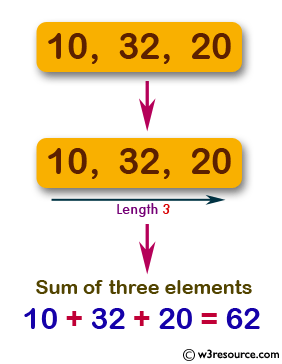 10, 32, 20
10, 32, 20
Length 3
Sum of three elements
10 + 32 + 20 = 62
© w3resource.com